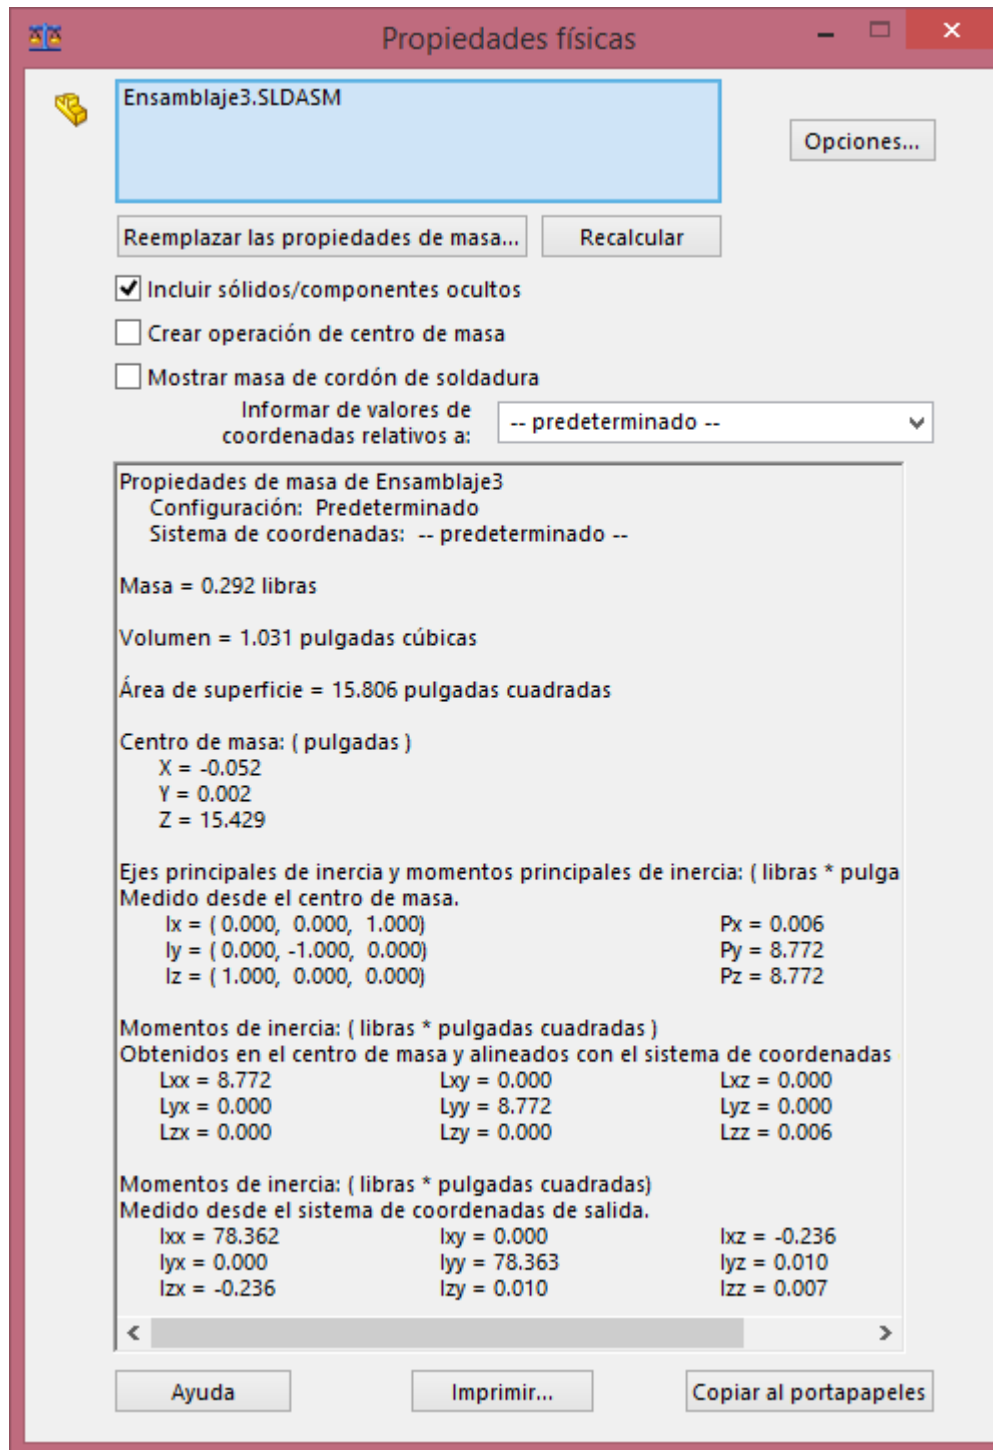 Propiedades físicas
Ensamblaje3.SLDASM
Opciones...
Reemplazar las propiedades de masa... Recalcular
Incluir sólidos/componentes ocultos
Crear operación de centro de masa
Mostrar masa de cordón de soldadura
Informar de valores de
coordenadas relativos a: -- predeterminado --
Propiedades de masa de Ensamblaje3
Configuración: Predeterminado
Sistema de coordenadas: -- predeterminado --
Masa = 0.292 libras
Volumen = 1.031 pulgadas cúbicas
Área de superficie = 15.806 pulgadas cuadradas
Centro de masa: ( pulgadas )
X = -0.052
Y = 0.002
Z = 15.429
Ejes principales de inercia y momentos principales de inercia: ( libras * pulga
Medido desde el centro de masa.
Ix = ( 0.000, 0.000, 1.000) Px = 0.006
Iy = ( 0.000, -1.000, 0.000) Py = 8.772
Iz = ( 1.000, 0.000, 0.000) Pz = 8.772
Momentos de inercia: ( libras * pulgadas cuadradas )
Obtenidos en el centro de masa y alineados con el sistema de coordenadas
Lxx = 8.772 Lxy = 0.000 Lxz = 0.000
Lyx = 0.000 Lyy = 8.772 Lyz = 0.000
Lzx = 0.000 Lzy = 0.000 Lzz = 0.006
Momentos de inercia: ( libras * pulgadas cuadradas)
Medido desde el sistema de coordenadas de salida.
Ixx = 78.362 Ixy = 0.000 Ixz = -0.236
Iyx = 0.000 Iyy = 78.363 Iyz = 0.010
Izx = -0.236 Izy = 0.010 Izz = 0.007
Ayuda Imprimir... Copiar al portapapeles